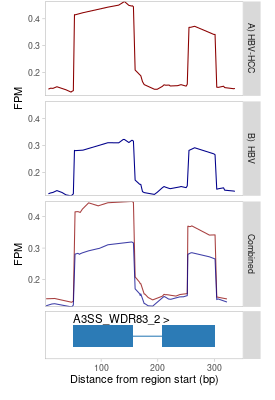 0.4
0.3
0.2
FPM
A) HBV-HCC
0.4
0.3
0.2
B) HBV
0.4
0.3
0.2
FPM
Combined
A3SS_WDR83_2 >
100
200
300
Distance from region start (bp)